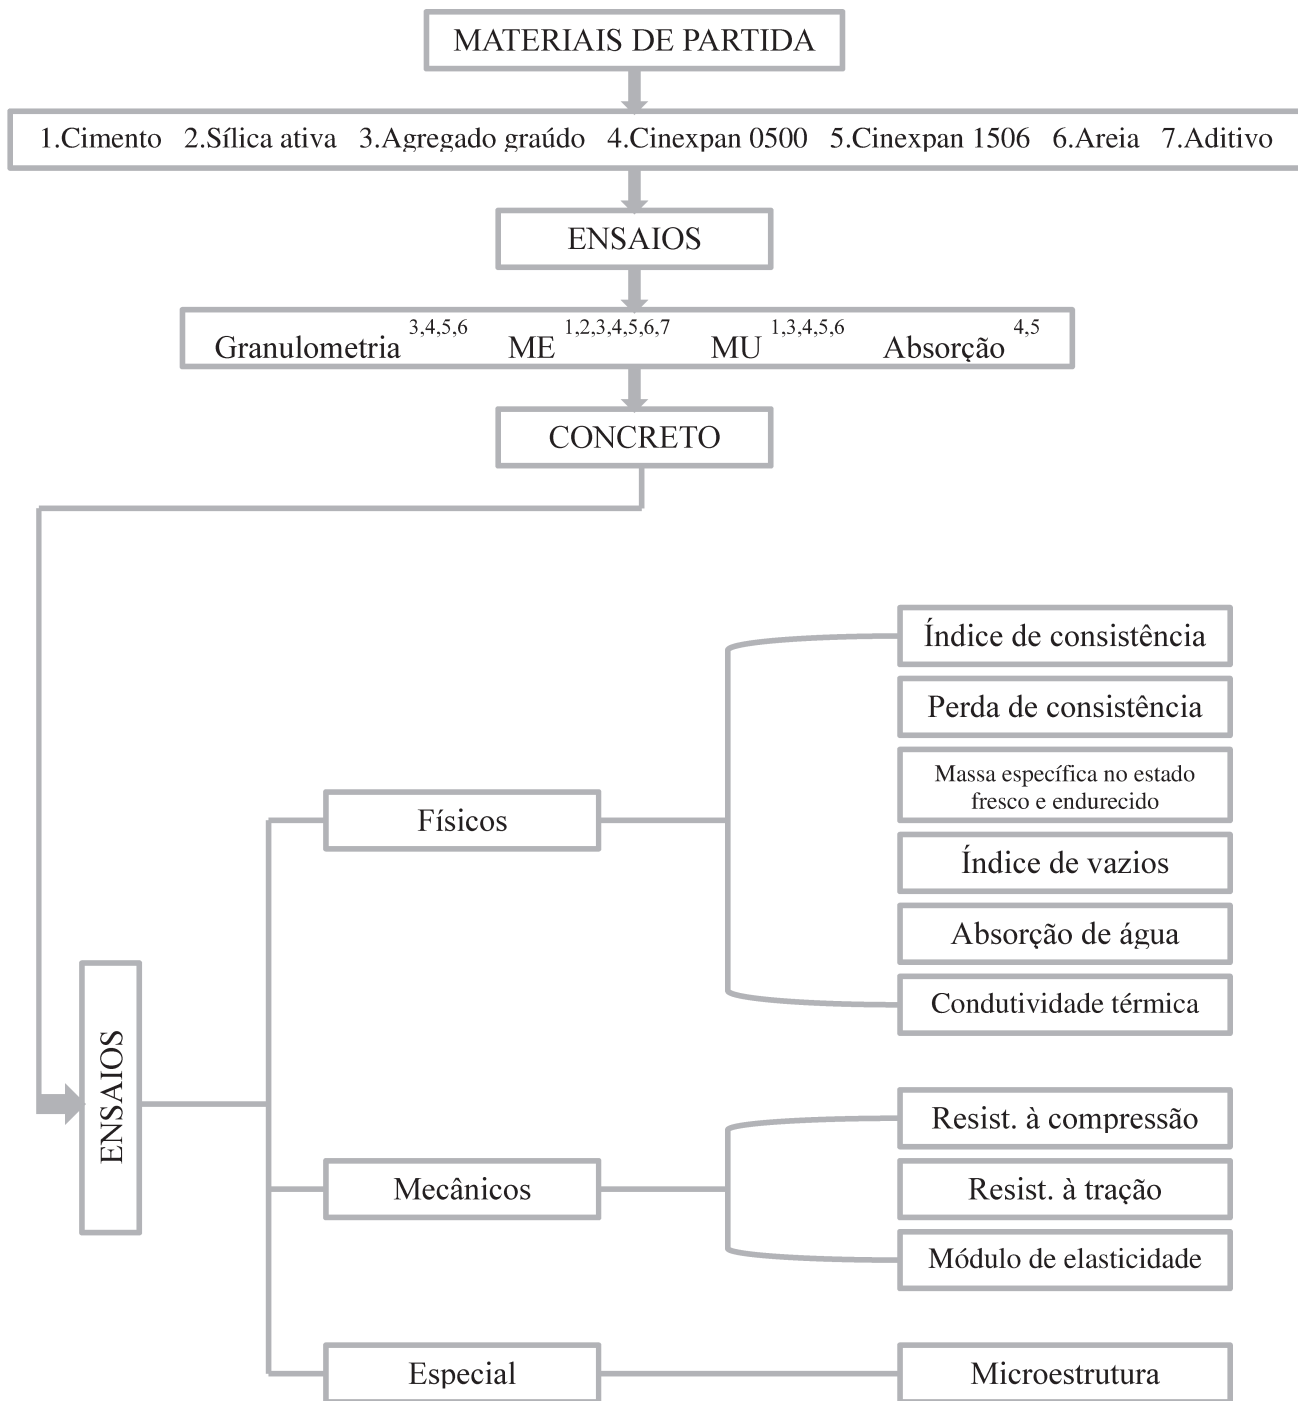 MATERIAIS DE PARTIDA
1.Cimento 2.Sílica ativa 3.Agregado graúdo 4.Cinexpan 0500 5.Cinexpan 1506 6.Areia 7.Aditivo
ENSAIOS
Granulometria 3,4,5,6 ME 1,2,3,4,5,6,7 MU 1,3,4,5,6 Absorção 4,5
CONCRETO
ENSAIOS
Físicos
Índice de consistência
Perda de consistência
Massa específica no estado
fresco e endurecido
Índice de vazios
Absorção de água
Condutividade térmica
Mecânicos
Resist. à compressão
Resist. à tração
Módulo de elasticidade
Especial
Microestrutura